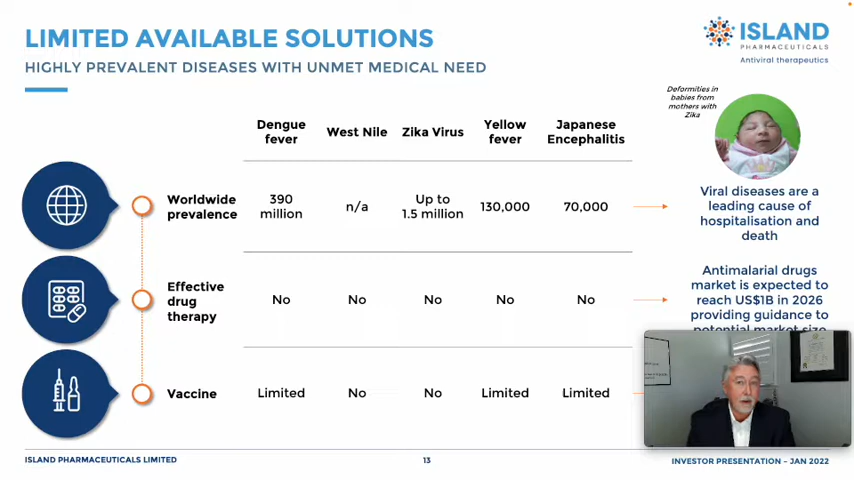 LIMITED AVAILABLE SOLUTIONS
HIGHLY PREVALENT DISEASES WITH UNMET MEDICAL NEED
ISLAND
PHARMACEUTICALS
Antiviral therapeutics
Deformities in
babies from
mothers with
Zika
Dengue
fever
West Nile
Zika Virus
Yellow
fever
Japanese
Encephalitis
Worldwide
prevalence
390
million
n/a
Up to
1.5 million
130,000
70,000
Viral diseases are a
leading cause of
hospitalisation and
death
Effective
drug
therapy
No
No
No
No
No
Antimalarial drugs
market is expected to
reach US$1B in 2026
providing guidance to
potential market size
Vaccine
Limited
No
No
Limited
Limited
ISLAND PHARMACEUTICALS LIMITED
13
INVESTOR PRESENTATION – JAN 2022